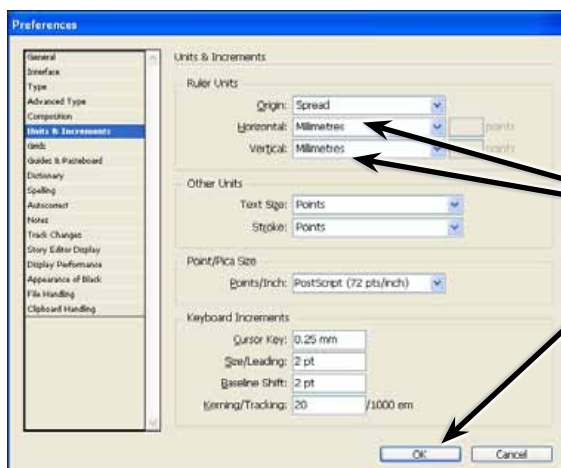 Preferences
General
Interface
Type
Advanced Type
Composition
Units & Increments
Grids
Guides & Pasteboard
Dictionary
Spelling
Autocorrect
Notes
Track Changes
Story Editor Display
Display Performance
Appearance of Black
File Handling
Clipboard Handling
Units & Increments
Ruler Units
Origin: Spread
Horizontal: Millimetres points
Vertical: Millimetres points
Other Units
Text Size: Points
Stroke: Points
Point/Pica Size
Points/Inch: PostScript (72 pts/inch)
Keyboard Increments
Cursor Key: 0.25 mm
Size/Leading: 2 pt
Baseline Shift: 2 pt
Kerning/Tracking: 20 /1000 em
OK Cancel